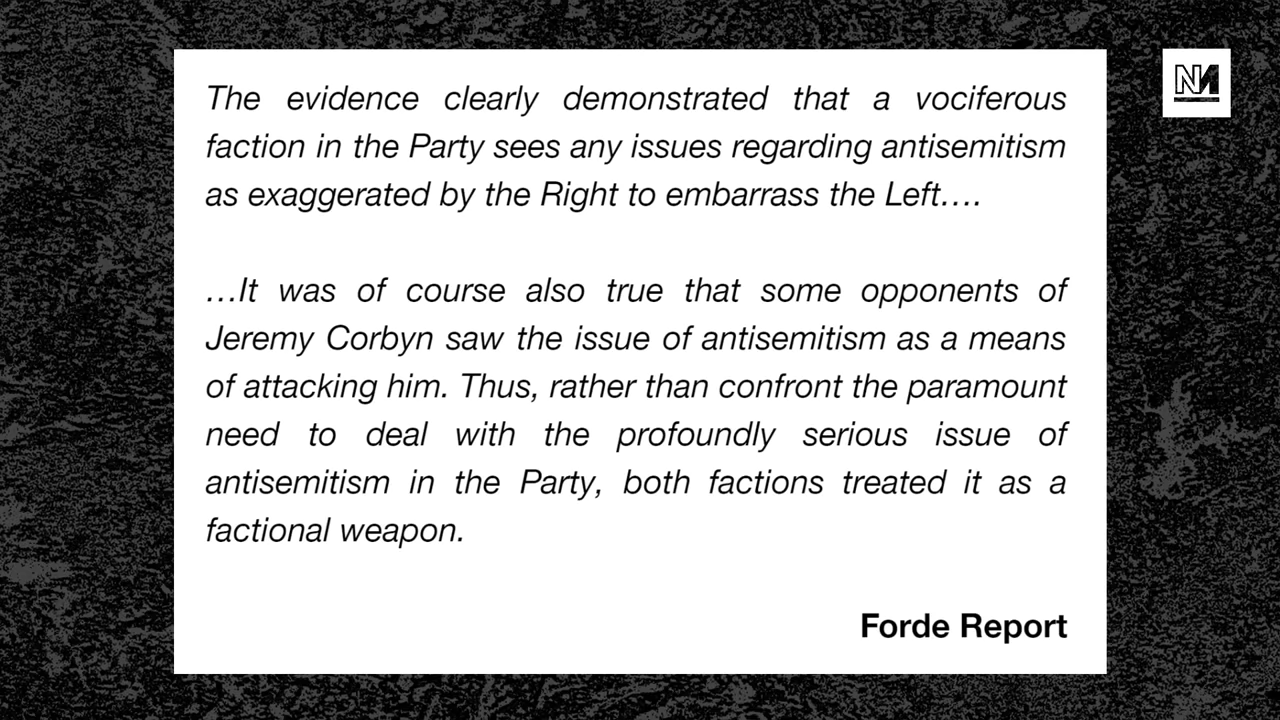 The evidence clearly demonstrated that a vociferous
faction in the Party sees any issues regarding antisemitism
as exaggerated by the Right to embarrass the Left....
...It was of course also true that some opponents of
Jeremy Corbyn saw the issue of antisemitism as a means
of attacking him. Thus, rather than confront the paramount
need to deal with the profoundly serious issue of
antisemitism in the Party, both factions treated it as a
factional weapon.
Forde Report
NM